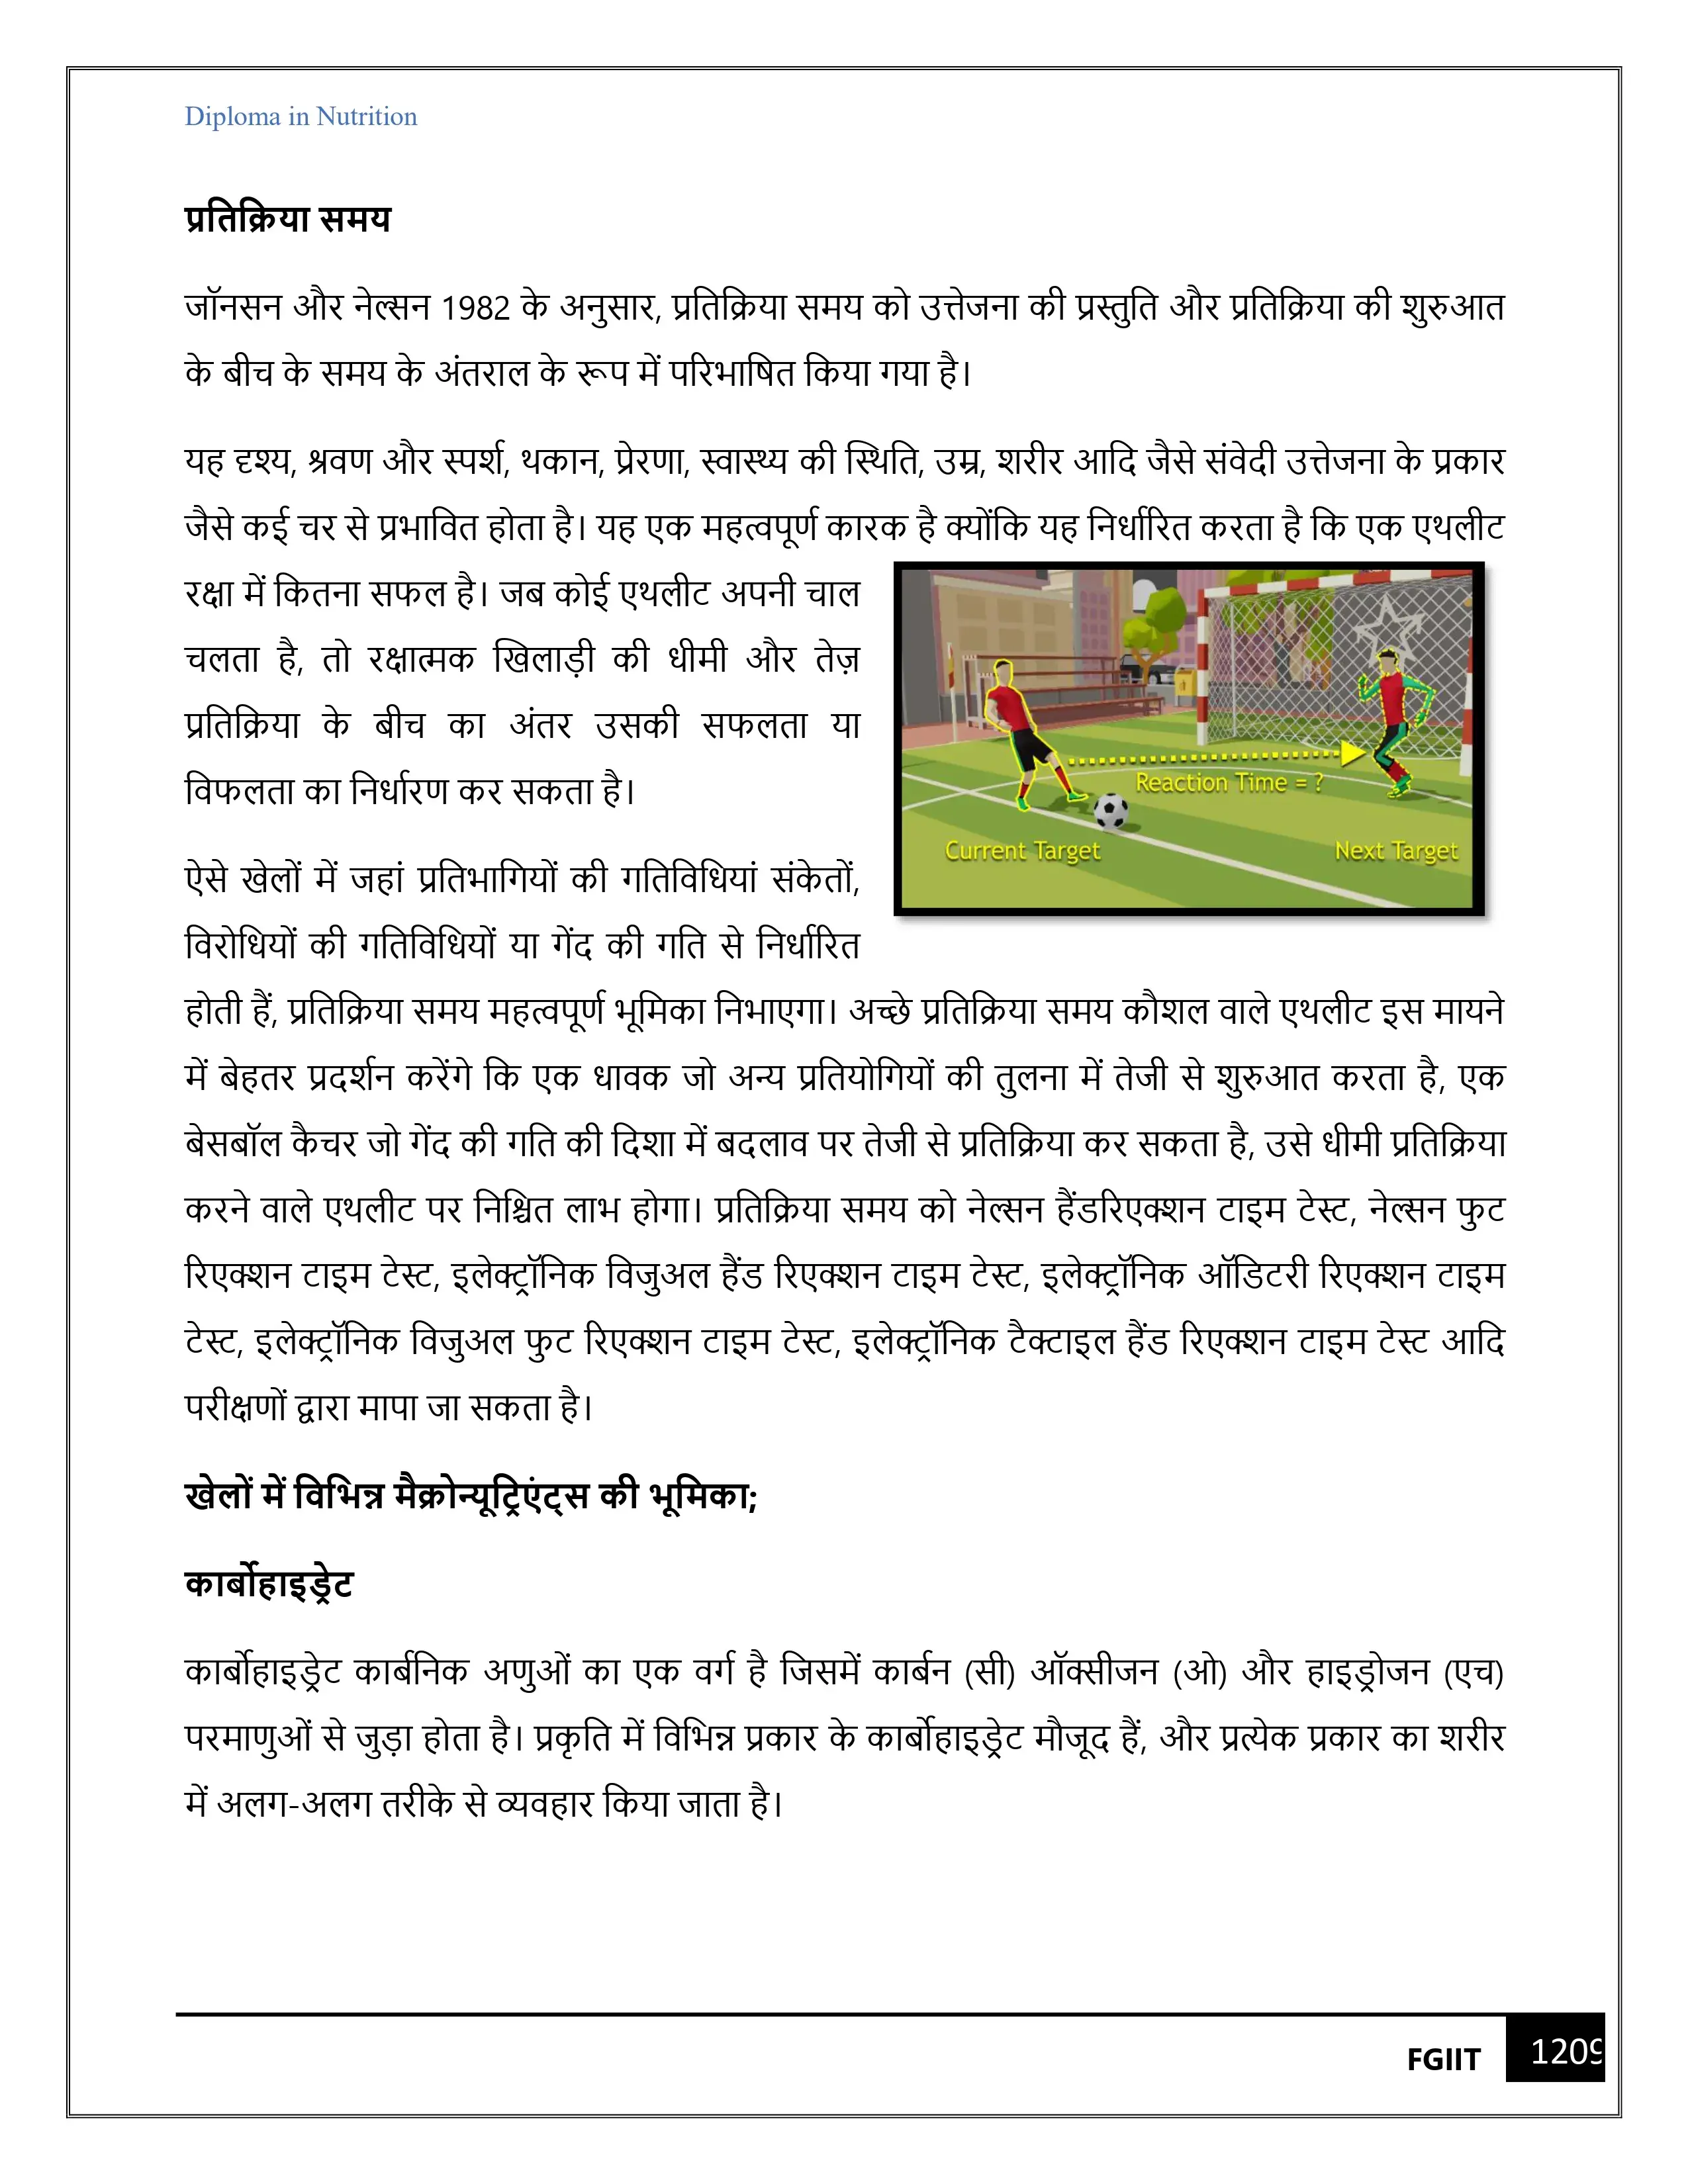 Diploma in Nutrition
प्रतिक्रिया समय
जॉनसन और नेल्सन 1982 के अनुसार, प्रतिक्रिया समय को उत्तेजना की प्रस्तुति और प्रतिक्रिया की शुरुआत
के बीच के समय के अंतराल के रूप में परिभाषित किया गया है।
यह दृश्य, श्रवण और स्पर्श, थकान, प्रेरणा, स्वास्थ्य की स्थिति, उम्र, शरीर आदि जैसे संवेदी उत्तेजना के प्रकार
जैसे कई चर से प्रभावित होता है। यह एक महत्वपूर्ण कारक है क्योंकि यह निर्धारित करता है कि एक एथलीट
रक्षा में कितना सफल है। जब कोई एथलीट अपनी चाल
चलता है, तो रक्षात्मक खिलाड़ी की धीमी और तेज़
प्रतिक्रिया के बीच का अंतर उसकी सफलता या
विफलता का निर्धारण कर सकता है।
Reaction Time = ?
Current Target
Next Target
ऐसे खेलों में जहां प्रतिभागियों की गतिविधियां संकेतों,
विरोधियों की गतिविधियों या गेंद की गति से निर्धारित
होती हैं, प्रतिक्रिया समय महत्वपूर्ण भूमिका निभाएगा। अच्छे प्रतिक्रिया समय कौशल वाले एथलीट इस मायने
में बेहतर प्रदर्शन करेंगे कि एक धावक जो अन्य प्रतियोगियों की तुलना में तेजी से शुरुआत करता है, एक
बेसबॉल कैचर जो गेंद की गति की दिशा में बदलाव पर तेजी से प्रतिक्रिया कर सकता है, उसे धीमी प्रतिक्रिया
करने वाले एथलीट पर निश्चित लाभ होगा। प्रतिक्रिया समय को नेल्सन हैंडरिएक्शन टाइम टेस्ट, नेल्सन फुट
रिएक्शन टाइम टेस्ट, इलेक्ट्रॉनिक विजुअल हैंड रिएक्शन टाइम टेस्ट, इलेक्ट्रॉनिक ऑडिटरी रिएक्शन टाइम
टेस्ट, इलेक्ट्रॉनिक विजुअल फुट रिएक्शन टाइम टेस्ट, इलेक्ट्रॉनिक टैक्टाइल हैंड रिएक्शन टाइम टेस्ट आदि
परीक्षणों द्वारा मापा जा सकता है।
खेलों में विभिन्न मैक्रोन्यूट्रिएंट्स की भूमिका;
कार्बोहाइड्रेट
कार्बोहाइड्रेट कार्बनिक अणुओं का एक वर्ग है जिसमें कार्बन (सी) ऑक्सीजन (ओ) और हाइड्रोजन (एच)
परमाणुओं से जुड़ा होता है। प्रकृति में विभिन्न प्रकार के कार्बोहाइड्रेट मौजूद हैं, और प्रत्येक प्रकार का शरीर
में अलग-अलग तरीके से व्यवहार किया जाता है।
FGIIT 1209